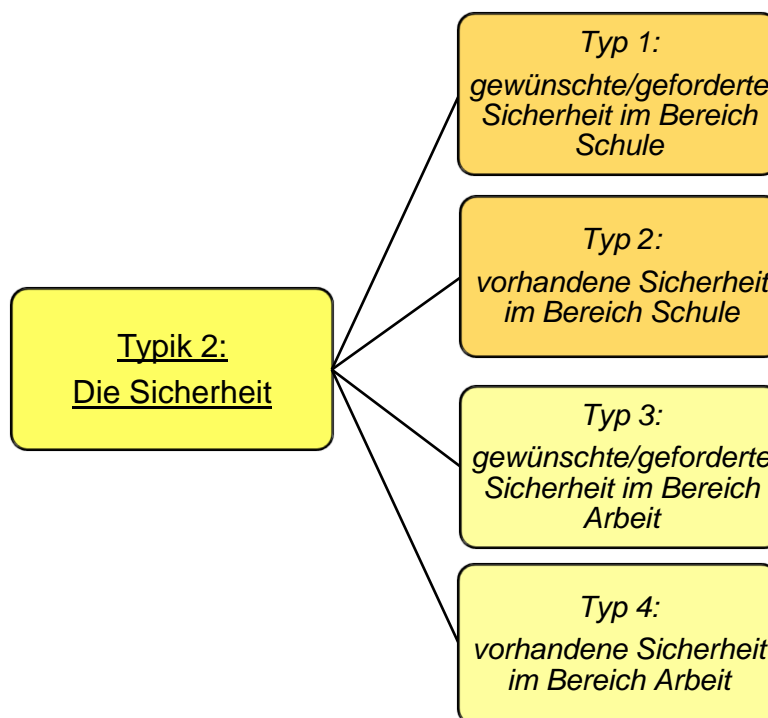 Typ 1:
gewünschte/geforderte
Sicherheit im Bereich
Schule
Typ 2:
vorhandene Sicherheit
im Bereich Schule
Typik 2:
Die Sicherheit
Typ 3:
gewünschte/geforderte
Sicherheit im Bereich
Arbeit
Typ 4:
vorhandene Sicherheit
im Bereich Arbeit